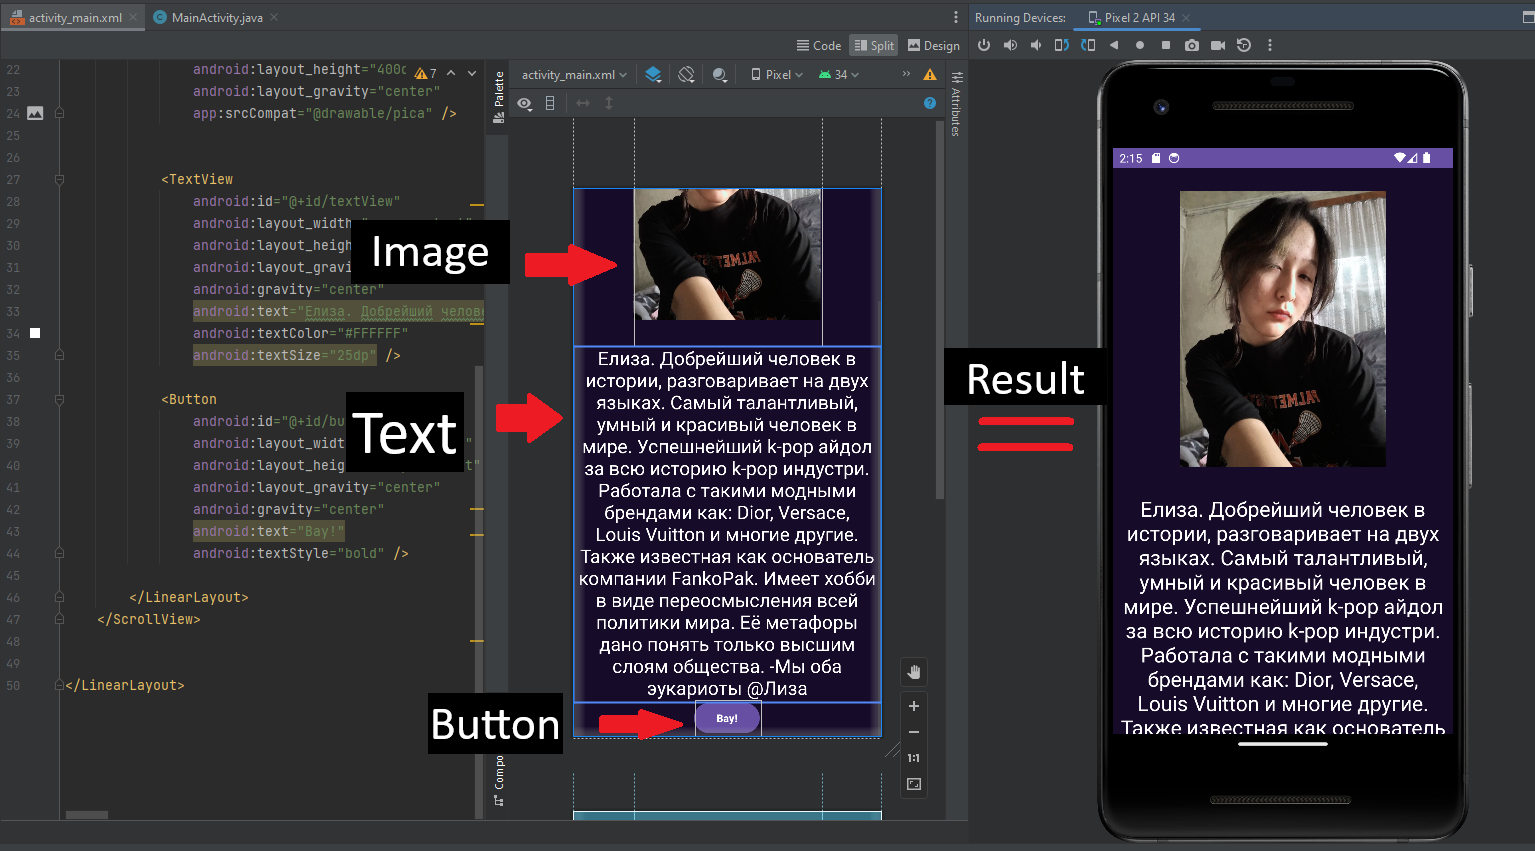 activity_main.xml
MainActivity.java
Running Devices:
Pixel 2 API 34
Code
Split
Design
22 android:layout_height="400d
7
23 android:layout_gravity="center"
24 app:srcCompat="@drawable/pica" />
25
26
27 <TextView
28 android:id="@+id/textView"
29 android:layout_width
30 android:layout_heig
31 android:layout_gravi
32 android:gravity="center"
33 android:text="Елиза. Добрейший челове
34 android:textColor="#FFFFFF"
35 android:textSize="25dp" />
36
37 <Button
38 android:id="@+id/bu
39 android:layout_widt
40 android:layout_heig t"
41 android:layout_gravity="center"
42 android:gravity="center"
43 android:text="Вау!"
44 android:textStyle="bold" />
45
46 </LinearLayout>
47 </ScrollView>
48
49
50 </LinearLayout>
Palette
Compo
activity_main.xml
Pixel
34
Attributes
Image
Text
Button
Елиза. Добрейший человек в
истории, разговаривает на двух
языках. Самый талантливый,
умный и красивый человек в
мире. Успешнейший k-pop айдол
за всю историю k-pop индустри.
Работала с такими модными
брендами как: Dior, Versace,
Louis Vuitton и многие другие.
Также известная как основатель
компании FankoPak. Имеет хобби
в виде переосмысления всей
политики мира. Её метафоры
дано понять только высшим
слоям общества. -Мы оба
эукариоты @Лиза
Вау!
1:1
Result
2:15
Елиза. Добрейший человек в
истории, разговаривает на двух
языках. Самый талантливый,
умный и красивый человек в
мире. Успешнейший k-pop айдол
за всю историю k-pop индустри.
Работала с такими модными
брендами как: Dior, Versace,
Louis Vuitton и многие другие.
Также известная как основатель